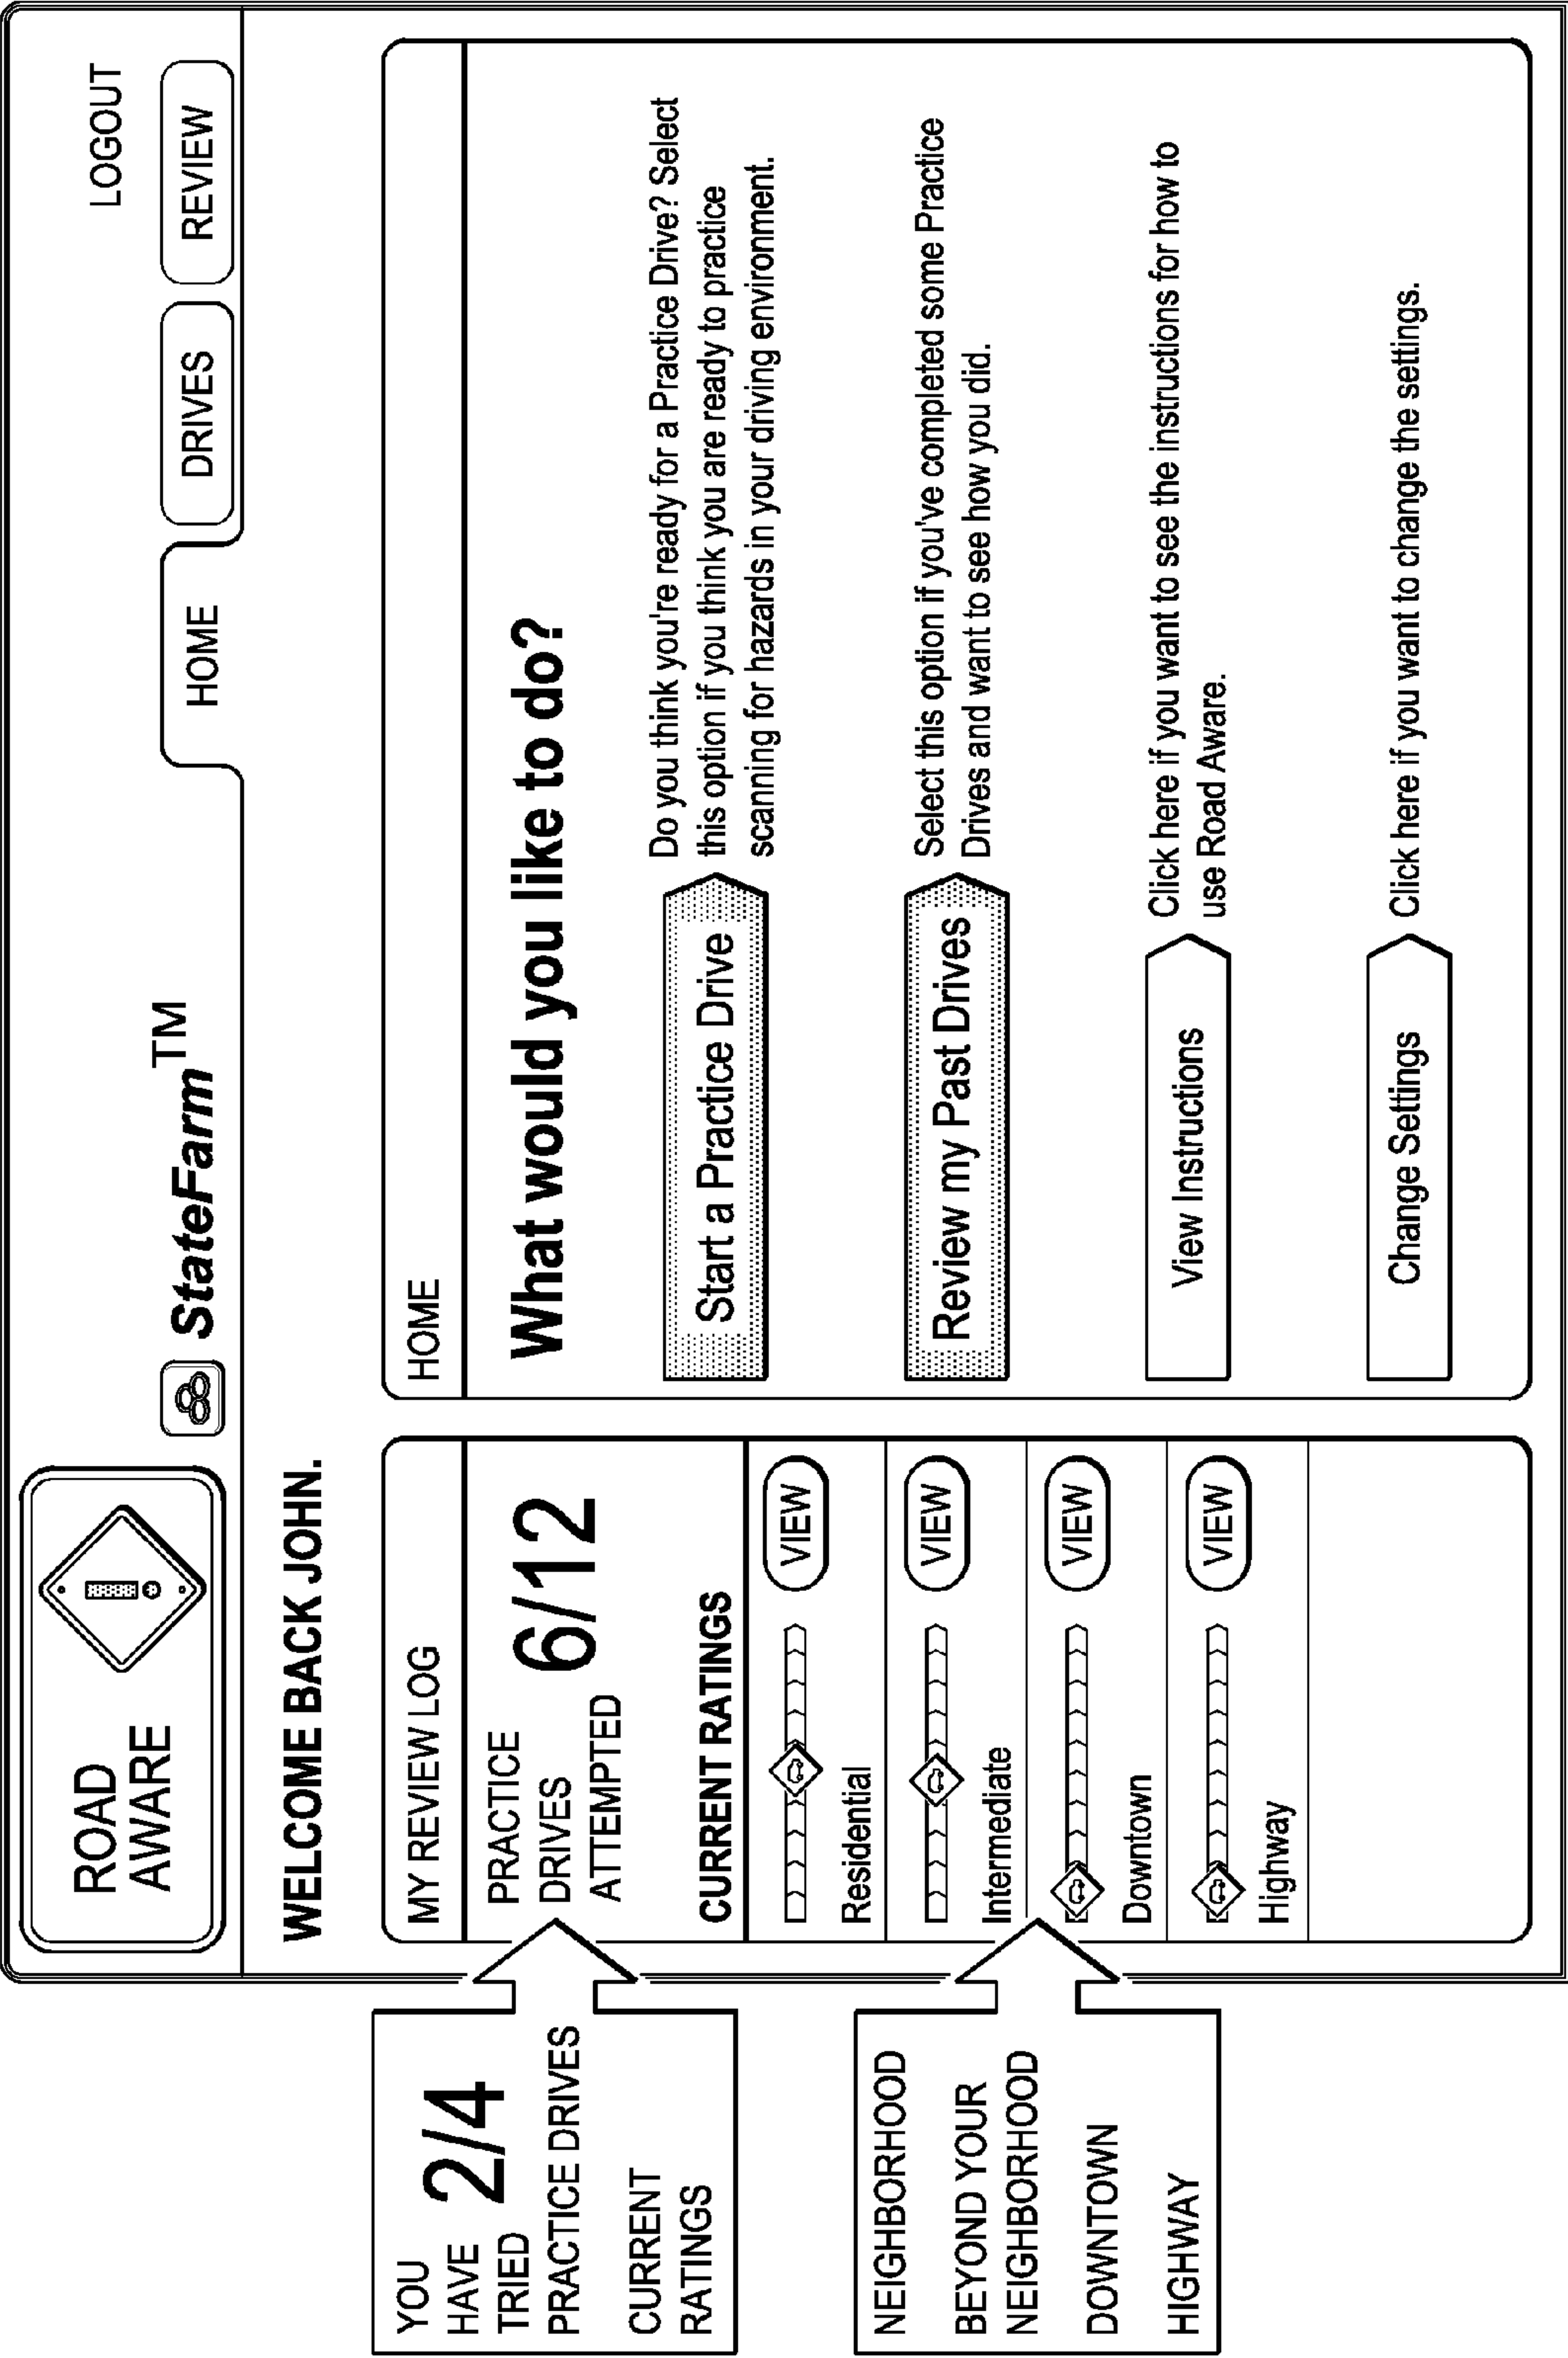 ROAD
AWARE
StateFarm™
LOGOUT
HOME
DRIVES
REVIEW
WELCOME BACK JOHN.
MY REVIEW LOG
PRACTICE
DRIVES
ATTEMPTED
6/12
CURRENT RATINGS
Residential
VIEW
Intermediate
VIEW
Downtown
VIEW
Highway
VIEW
HOME
What would you like to do?
Start a Practice Drive
Do you think you're ready for a Practice Drive? Select
this option if you think you are ready to practice
scanning for hazards in your driving environment.
Review my Past Drives
Select this option if you've completed some Practice
Drives and want to see how you did.
View Instructions
Click here if you want to see the instructions for how to
use Road Aware.
Change Settings
Click here if you want to change the settings.
YOU
HAVE
TRIED
2/4
PRACTICE DRIVES
CURRENT
RATINGS
NEIGHBORHOOD
BEYOND YOUR
NEIGHBORHOOD
DOWNTOWN
HIGHWAY